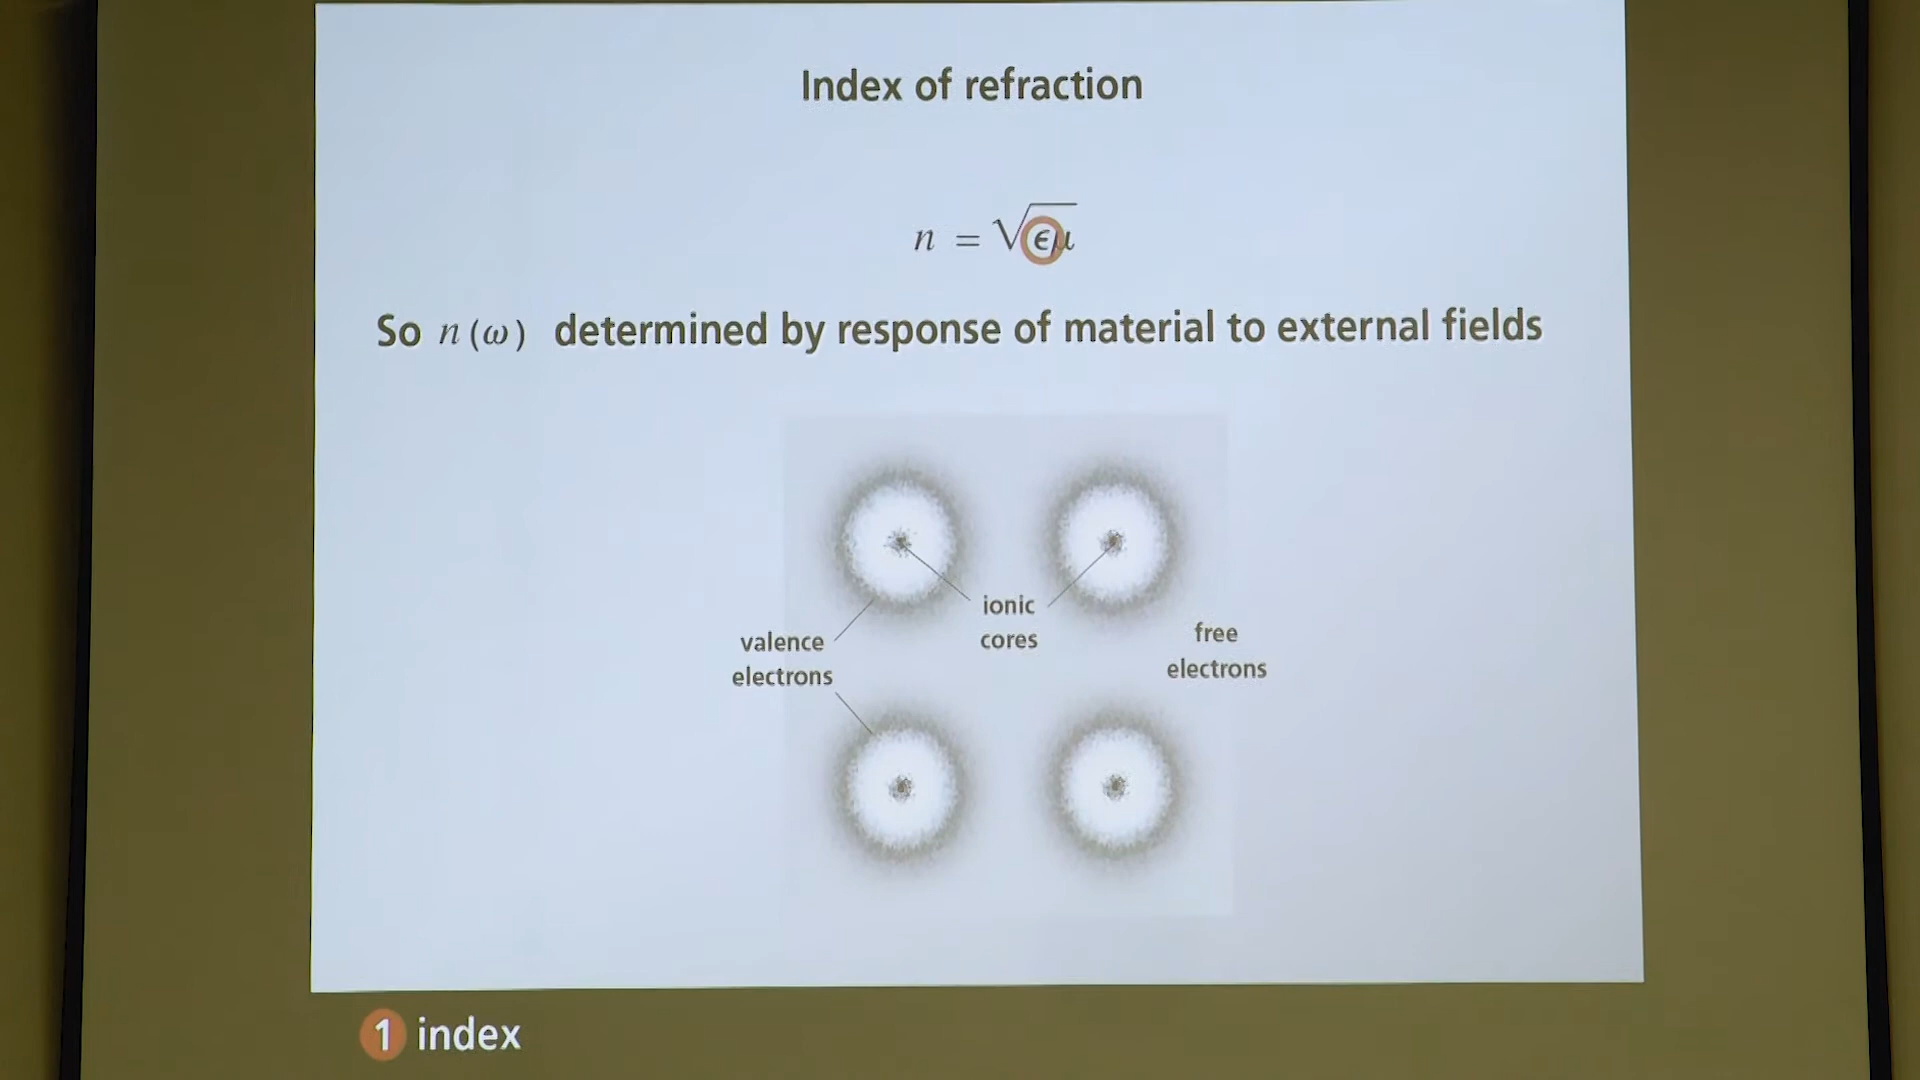 Index of refraction
n = √ϵμ
So n (ω) determined by response of material to external fields
ionic
cores
valence
electrons
free
electrons
1 index